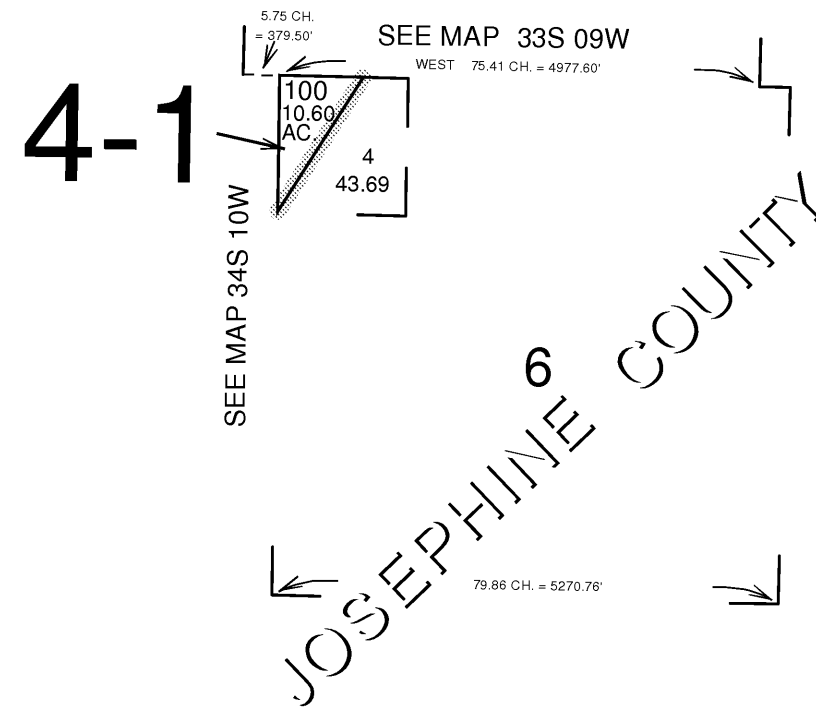 5.75 CH.
= 379.50'
SEE MAP 33S 09W
WEST 75.41 CH. = 4977.60'
4-1
100
10.60
AC.
4
43.69
SEE MAP 34S 10W
6
JOSEPHINE COUNTY
79.86 CH. = 5270.76'